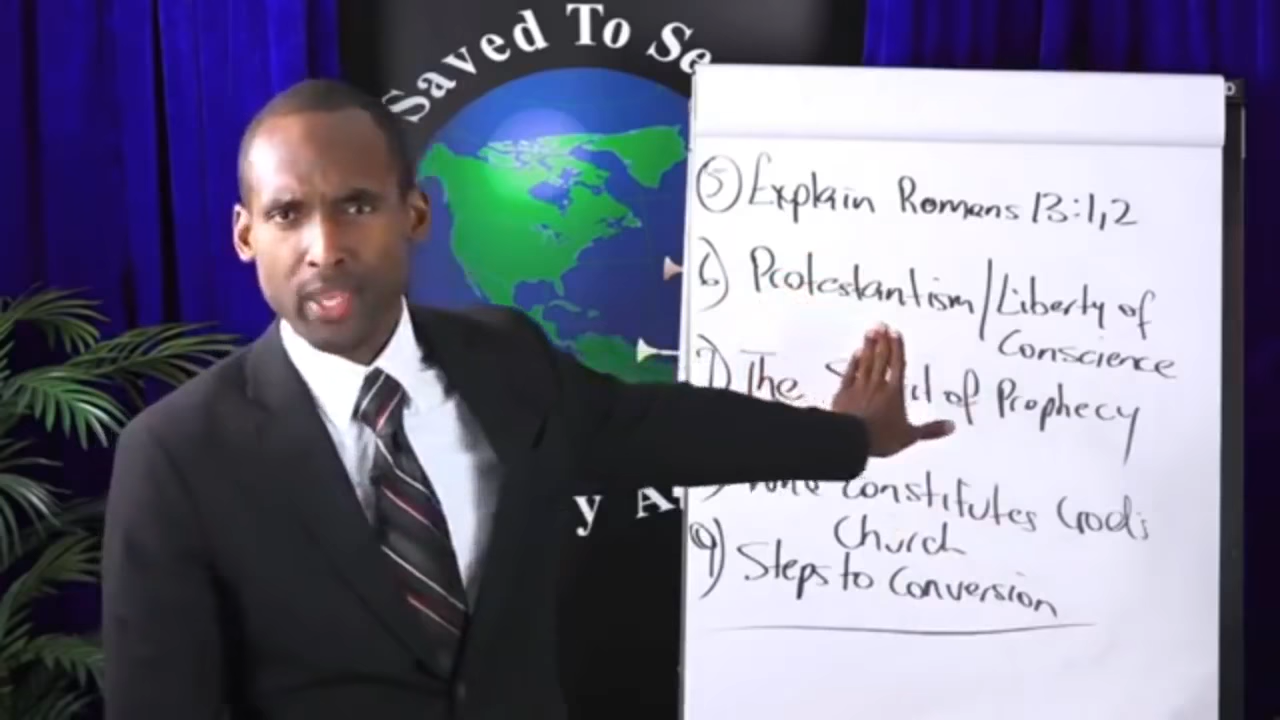 Saved To Se
⑤ Explain Romans 13:1,2
6) Protestantism/Liberty of
Conscience
7) The of Prophecy
constitutes God's
Church
9) Steps to Conversion
y A